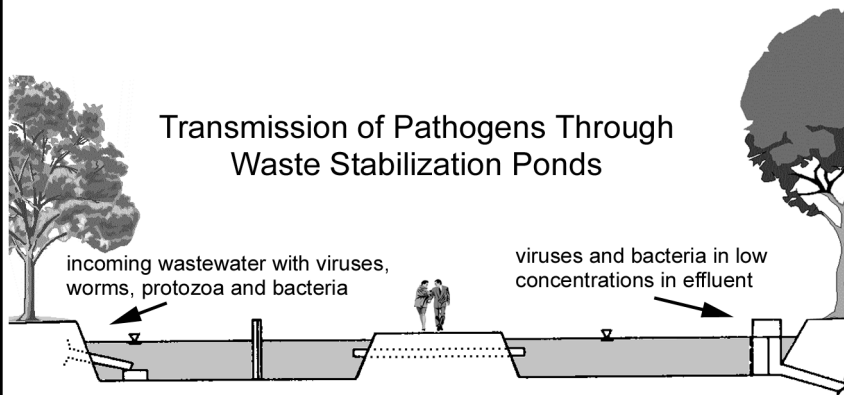 Transmission of Pathogens Through
Waste Stabilization Ponds
incoming wastewater with viruses,
worms, protozoa and bacteria
viruses and bacteria in low
concentrations in effluent